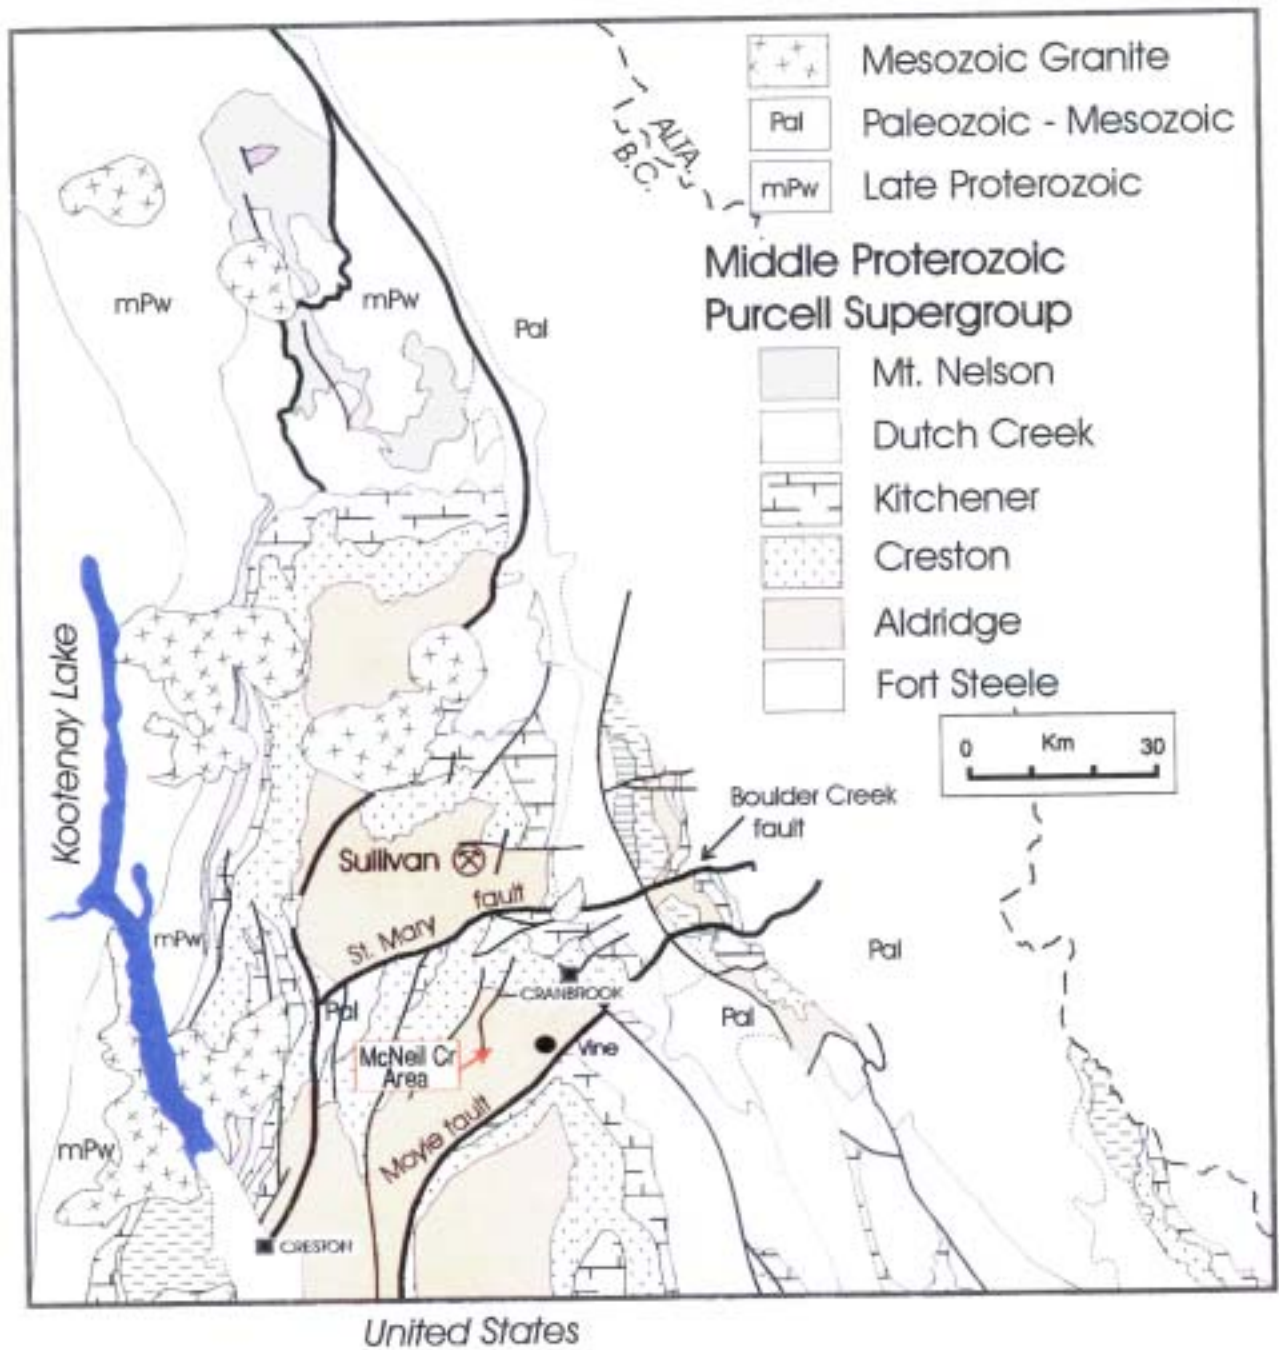 Mesozoic Granite
Pal
Paleozoic - Mesozoic
mPw
Late Proterozoic
ALTA.
B.C.
Middle Proterozoic
Purcell Supergroup
Mt. Nelson
Dutch Creek
Kitchener
Creston
Aldridge
Fort Steele
0 Km 30
mPw
mPw
Pal
Kootenay Lake
Boulder Creek
fault
Sullivan
St. Mary fault
mPw
Pal
CRANBROOK
Pal
Pal
McNeil Cr
Area
Vine
Moyie fault
mPw
CRESTON
United States